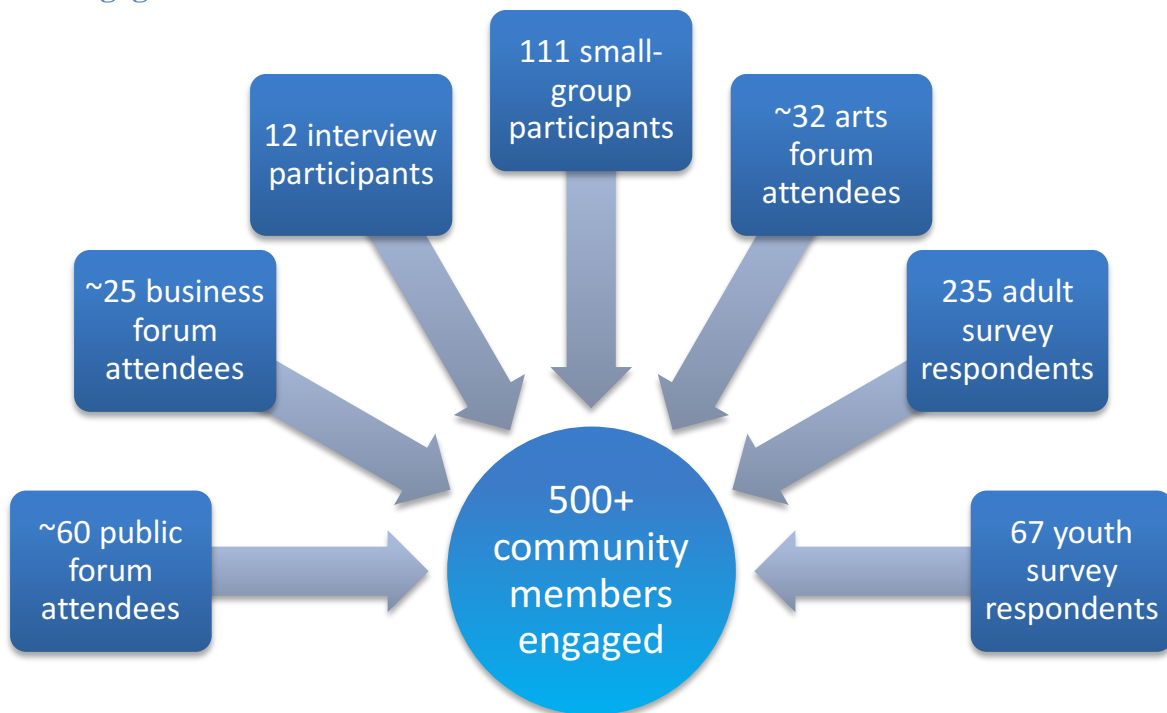 111 small-
group
participants
12 interview
participants
~32 arts
forum
attendees
~25 business
forum
attendees
235 adult
survey
respondents
~60 public
forum
attendees
500+
community
members
engaged
67 youth
survey
respondents